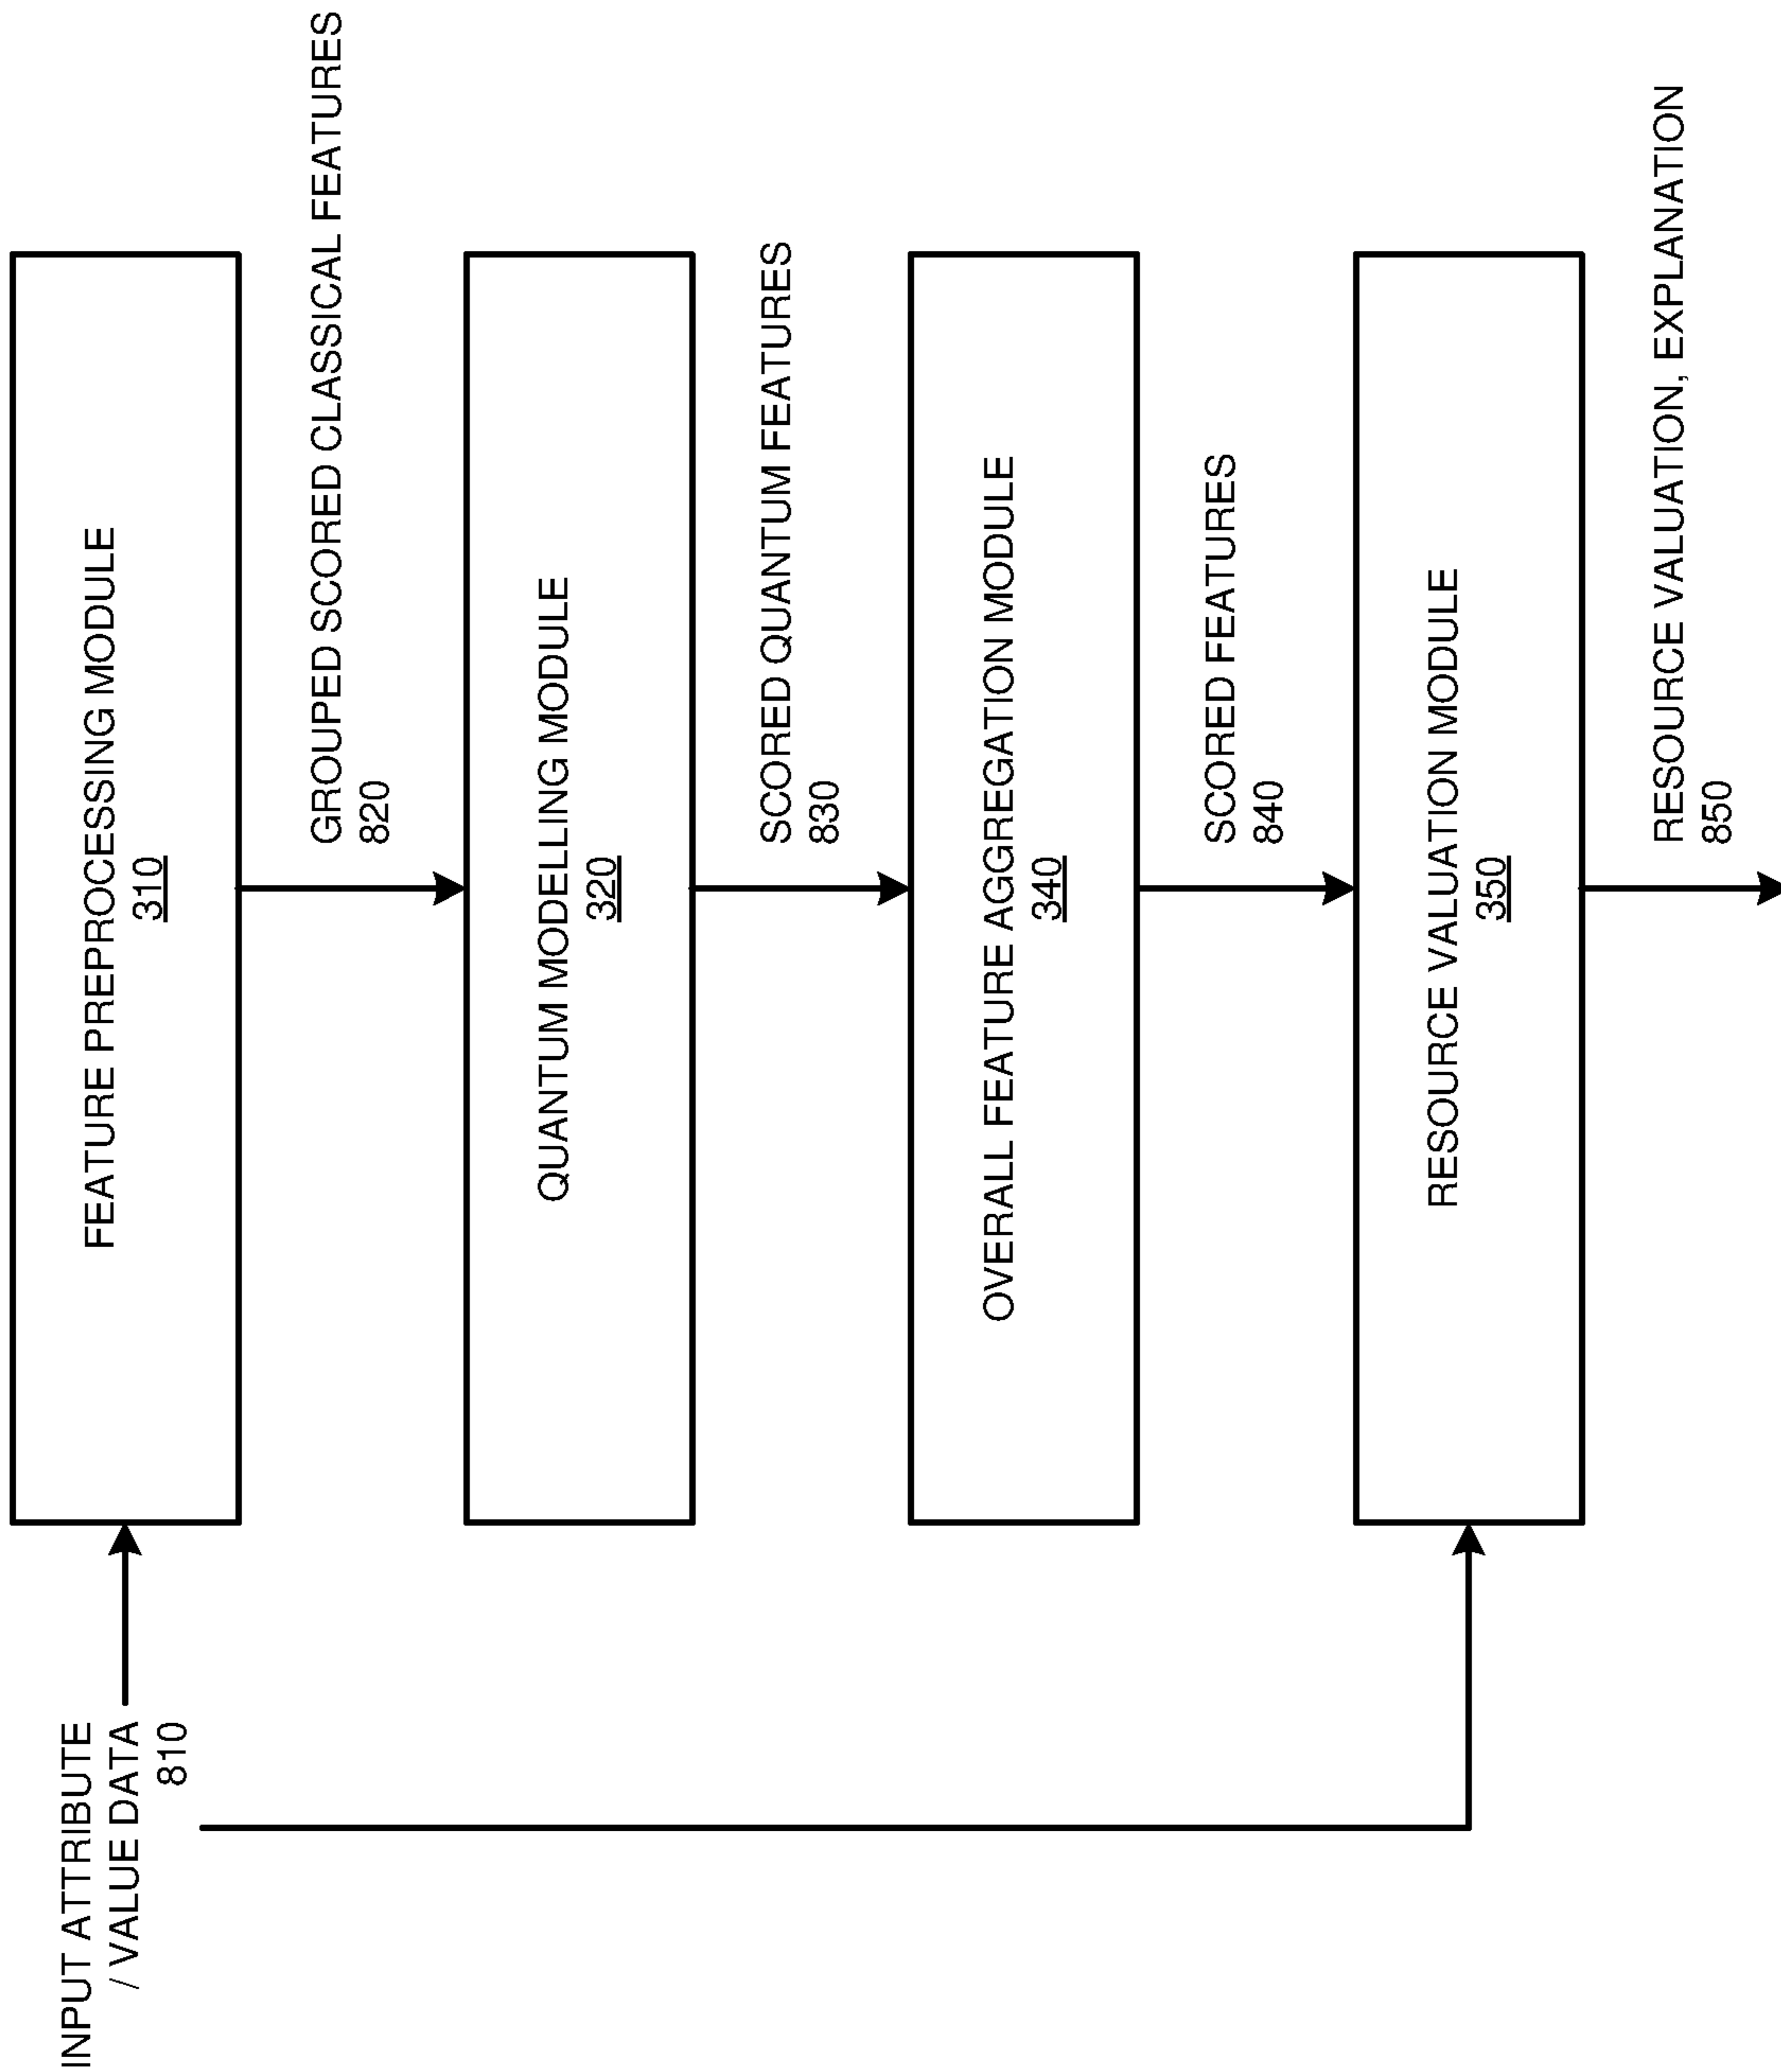 INPUT ATTRIBUTE
/ VALUE DATA
810
FEATURE PREPROCESSING MODULE
310
GROUPED SCORED CLASSICAL FEATURES
820
QUANTUM MODELLING MODULE
320
SCORED QUANTUM FEATURES
830
OVERALL FEATURE AGGREGATION MODULE
340
SCORED FEATURES
840
RESOURCE VALUATION MODULE
350
RESOURCE VALUATION, EXPLANATION
850